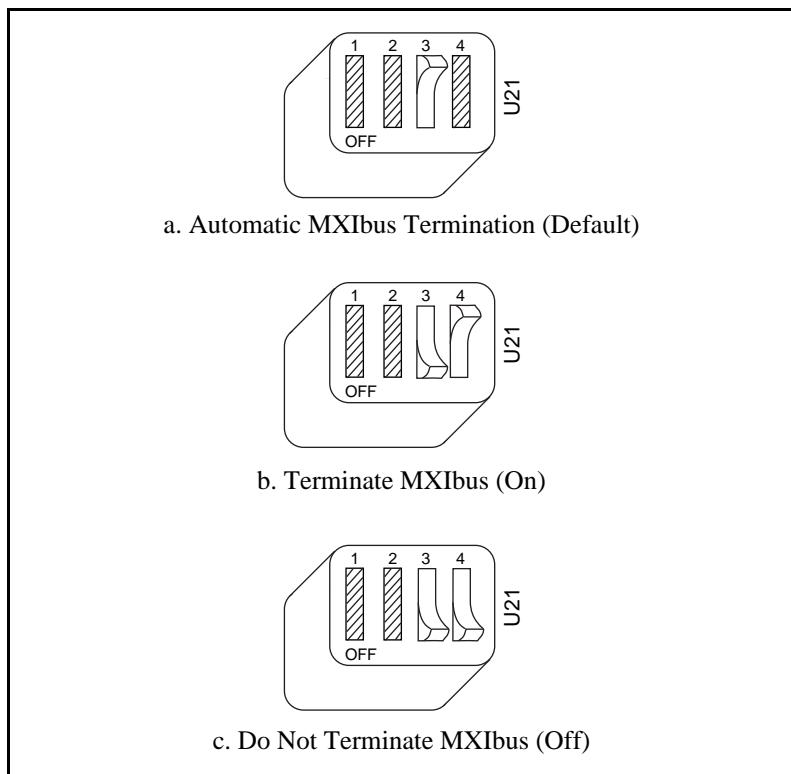 1 2 3 4
OFF
U21
a. Automatic MXIbus Termination (Default)
1 2 3 4
OFF
U21
b. Terminate MXIbus (On)
1 2 3 4
OFF
U21
c. Do Not Terminate MXIbus (Off)